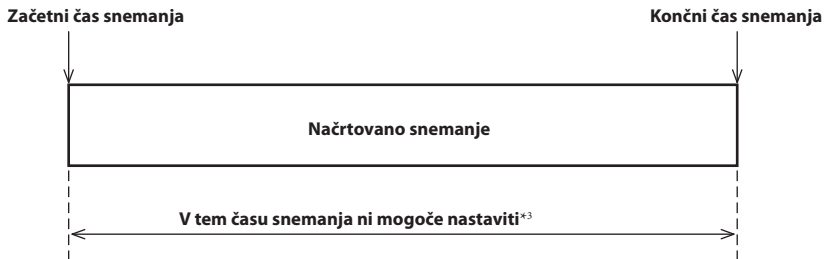 Začetni čas snemanja
Končni čas snemanja
Načrtovano snemanje
V tem času snemanja ni mogoče nastaviti*3